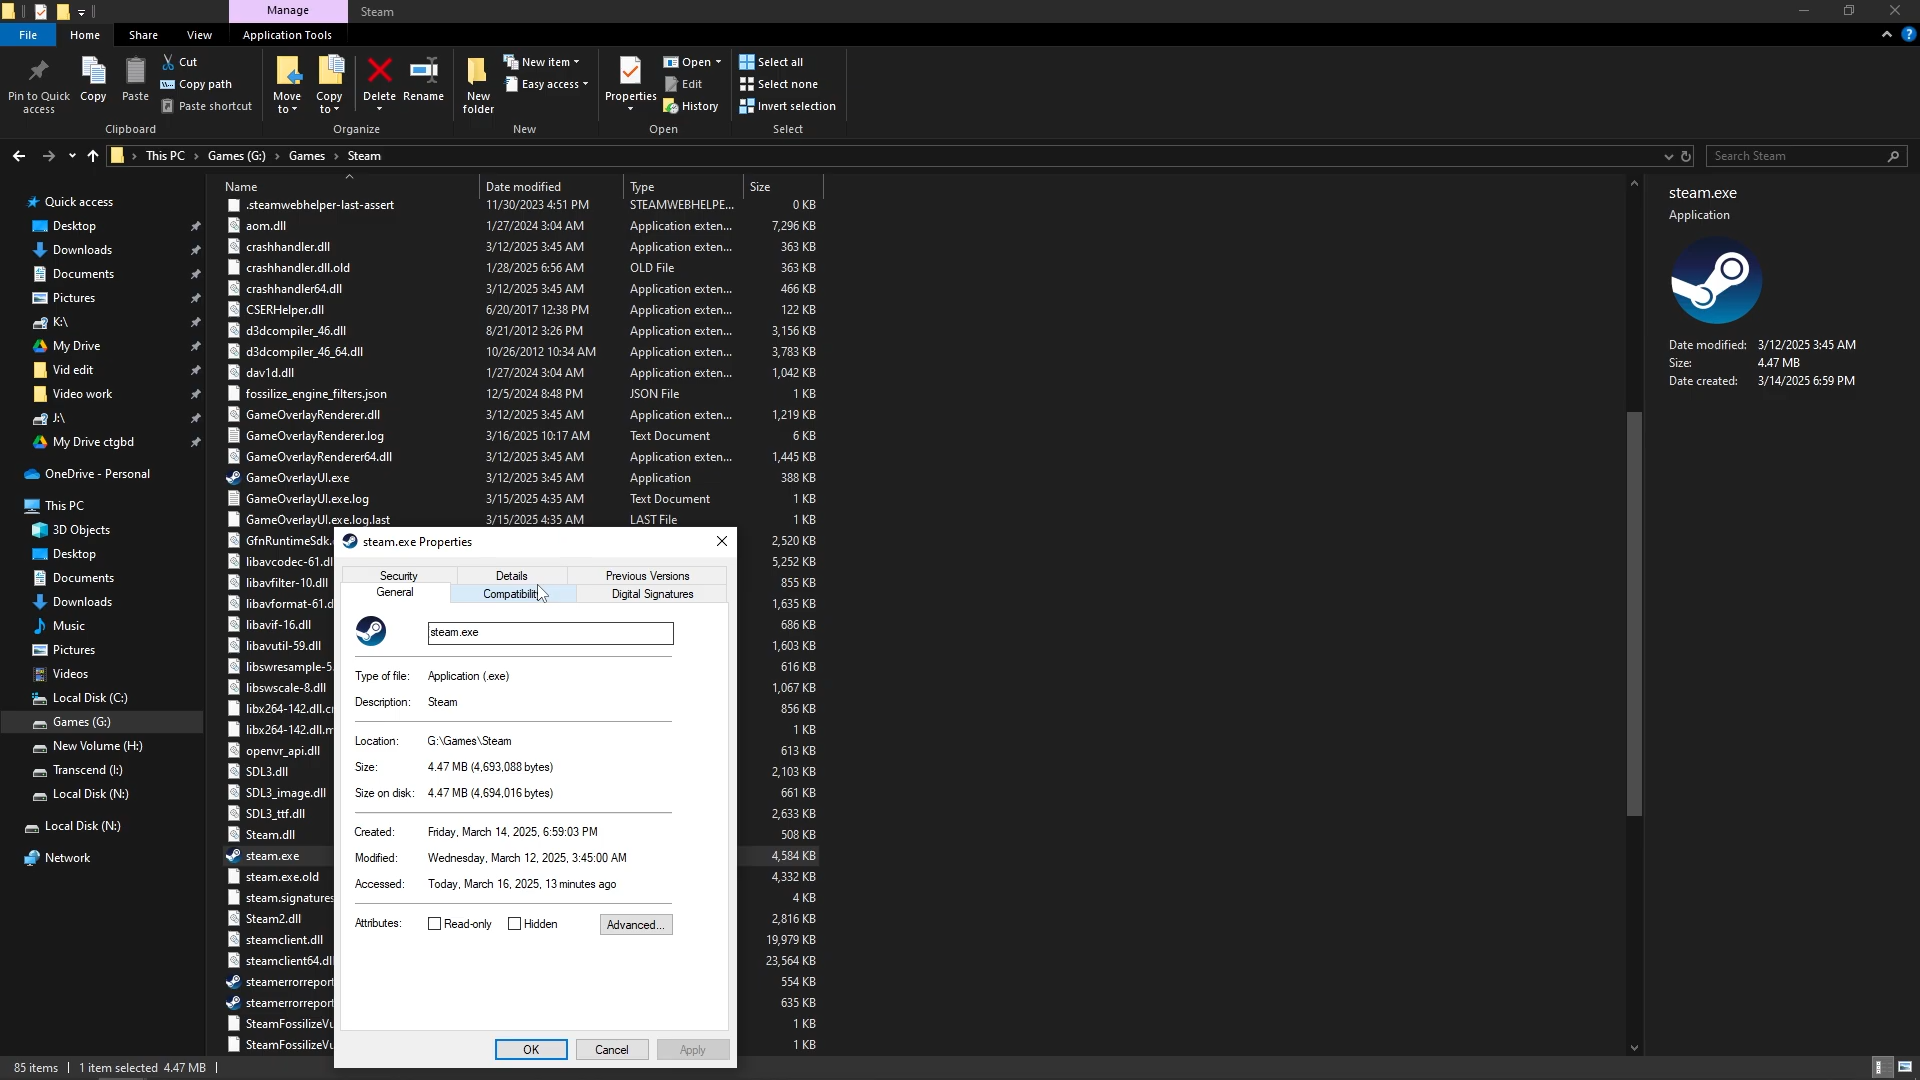 Manage
Steam
File
Home
Share
View
Application Tools
Pin to Quick access
Copy
Paste
Cut
Copy path
Paste shortcut
Clipboard
Move to
Copy to
Delete
Rename
Organize
New folder
New item
Easy access
New
Properties
Open
Edit
History
Open
Select all
Select none
Invert selection
Select
This PC
Games (G:)
Games
Steam
Search Steam
Quick access
Desktop
Downloads
Documents
Pictures
K:\
My Drive
Vid edit
Video work
J:\
My Drive ctgbd
OneDrive - Personal
This PC
3D Objects
Desktop
Documents
Downloads
Music
Pictures
Videos
Local Disk (C:)
Games (G:)
New Volume (H:)
Transcend (I:)
Local Disk (N:)
Local Disk (N:)
Network
Name Date modified Type Size
.steamwebhelper-last-assert 11/30/2023 4:51 PM STEAMWEBHELPE... 0 KB
aom.dll 1/27/2024 3:04 AM Application exten... 7,296 KB
crashhandler.dll 3/12/2025 3:45 AM Application exten... 363 KB
crashhandler.dll.old 1/28/2025 6:56 AM OLD File 363 KB
crashhandler64.dll 3/12/2025 3:45 AM Application exten... 466 KB
CSERHelper.dll 6/20/2017 12:38 PM Application exten... 122 KB
d3dcompiler_46.dll 8/21/2012 3:26 PM Application exten... 3,156 KB
d3dcompiler_46_64.dll 10/26/2012 10:34 AM Application exten... 3,783 KB
dav1d.dll 1/27/2024 3:04 AM Application exten... 1,042 KB
fossilize_engine_filters.json 12/5/2024 8:48 PM JSON File 1 KB
GameOverlayRenderer.dll 3/12/2025 3:45 AM Application exten... 1,219 KB
GameOverlayRenderer.log 3/16/2025 10:17 AM Text Document 6 KB
GameOverlayRenderer64.dll 3/12/2025 3:45 AM Application exten... 1,445 KB
GameOverlayUI.exe 3/12/2025 3:45 AM Application 388 KB
GameOverlayUI.exe.log 3/15/2025 4:35 AM Text Document 1 KB
GameOverlayUI.exe.log.last 3/15/2025 4:35 AM LAST File 1 KB
GfnRuntimeSdk. 2,520 KB
libavcodec-61.dl 5,252 KB
libavfilter-10.dll 855 KB
libavformat-61.d 1,635 KB
libavif-16.dll 686 KB
libavutil-59.dll 1,603 KB
libswresample-5 616 KB
libswscale-8.dll 1,067 KB
libx264-142.dll.c 856 KB
libx264-142.dll.m 1 KB
openvr_api.dll 613 KB
SDL3.dll 2,103 KB
SDL3_image.dll 661 KB
SDL3_ttf.dll 2,633 KB
Steam.dll 508 KB
steam.exe 4,584 KB
steam.exe.old 4,332 KB
steam.signatures 4 KB
Steam2.dll 2,816 KB
steamclient.dll 19,979 KB
steamclient64.dl 23,564 KB
steamerrorrepor 554 KB
steamerrorrepor 635 KB
SteamFossilizeVu 1 KB
SteamFossilizeVu 1 KB
steam.exe Properties
Security
Details
Previous Versions
General
Compatibility
Digital Signatures
steam.exe
Type of file: Application (.exe)
Description: Steam
Location: G:\Games\Steam
Size: 4.47 MB (4,693,088 bytes)
Size on disk: 4.47 MB (4,694,016 bytes)
Created: Friday, March 14, 2025, 6:59:03 PM
Modified: Wednesday, March 12, 2025, 3:45:00 AM
Accessed: Today, March 16, 2025, 13 minutes ago
Attributes: Read-only Hidden Advanced...
OK Cancel Apply
steam.exe
Application
Date modified: 3/12/2025 3:45 AM
Size: 4.47 MB
Date created: 3/14/2025 6:59 PM
85 items 1 item selected 4.47 MB